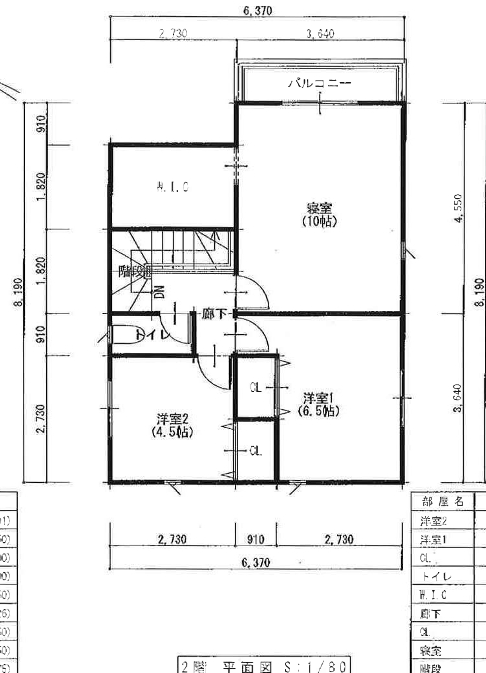 6,370
2,730 3,640
バルコニー
910
1,820
W.I.C
寝室
(10帖)
4,550
1,820
階段
DN
8,190
8,190
廊下
910
トイレ
CL
洋室1
(6.5帖)
3,640
2,730
洋室2
(4.5帖)
CL
部屋名
洋室2
洋室1
CL
トイレ
W.I.C
廊下
CL
寝室
階段
2,730 910 2,730
6,370
2階 平面図 S:1/80